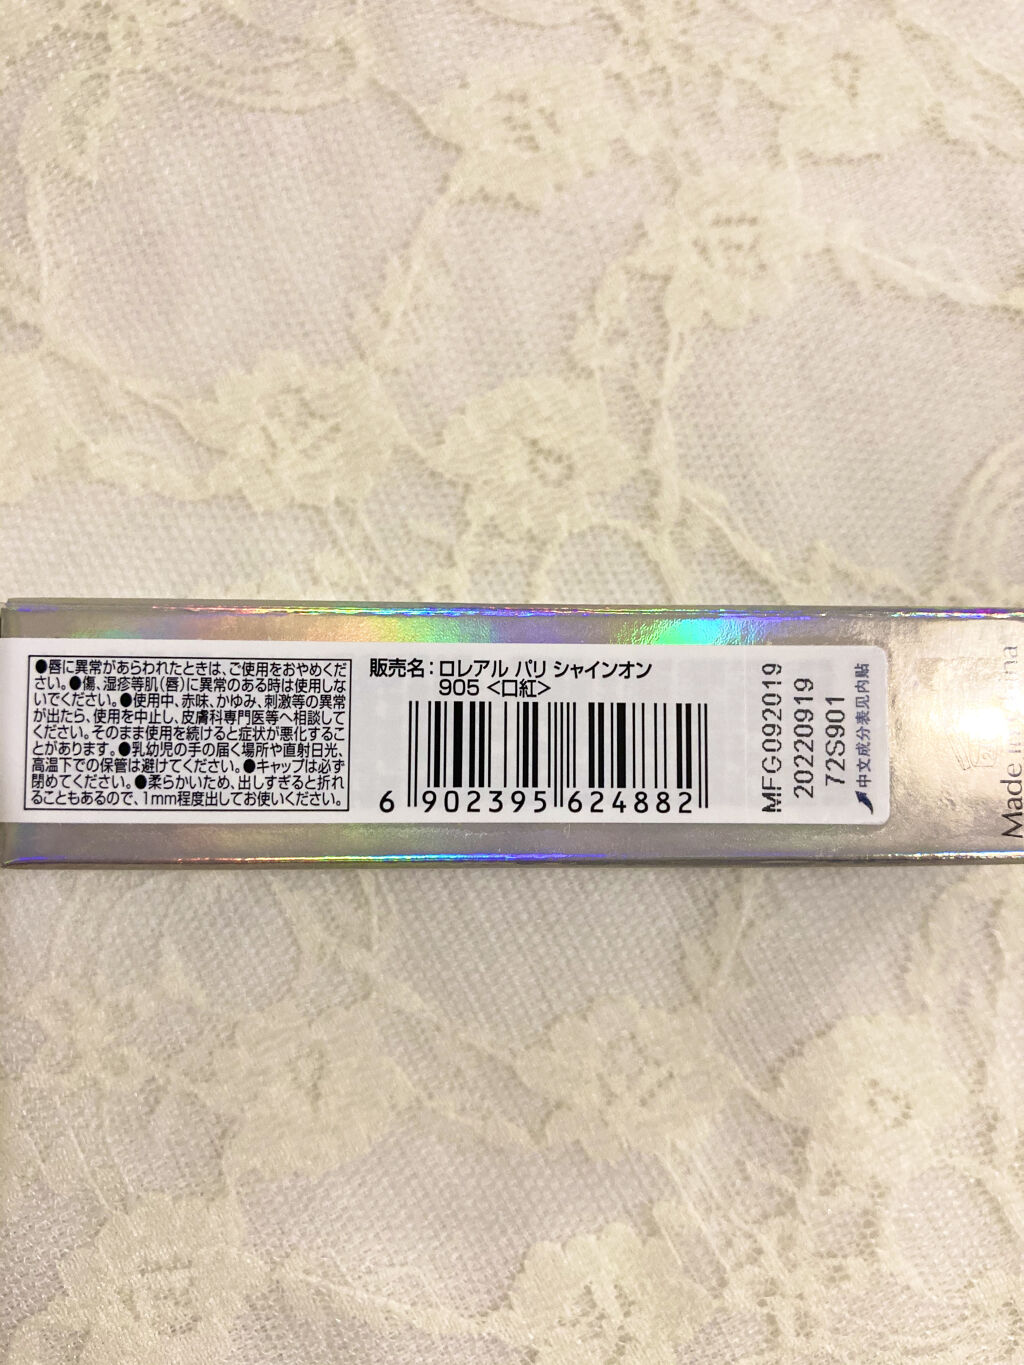 ●唇に異常があらわれたときは、ご使用をおやめくだ
さい。●傷、湿疹等肌(唇)に異常のある時は使用しな
いでください。●使用中、赤味、かゆみ、刺激等の異常
が出たら、使用を中止し、皮膚科専門医等へ相談して
ください。そのまま使用を続けると症状が悪化するこ
とがあります。●乳幼児の手の届く場所や直射日光、
高温下での保管は避けてください。●キャップは必ず
閉めてください。●柔らかいため、出しすぎると折れ
ることもあるので、1mm程度出してお使いください。
販売名：ロレアル パリ シャインオン
905 <口紅>
6 902395 624882
MFG092019
20220919
72S901
中文成分表见内贴
Made in China